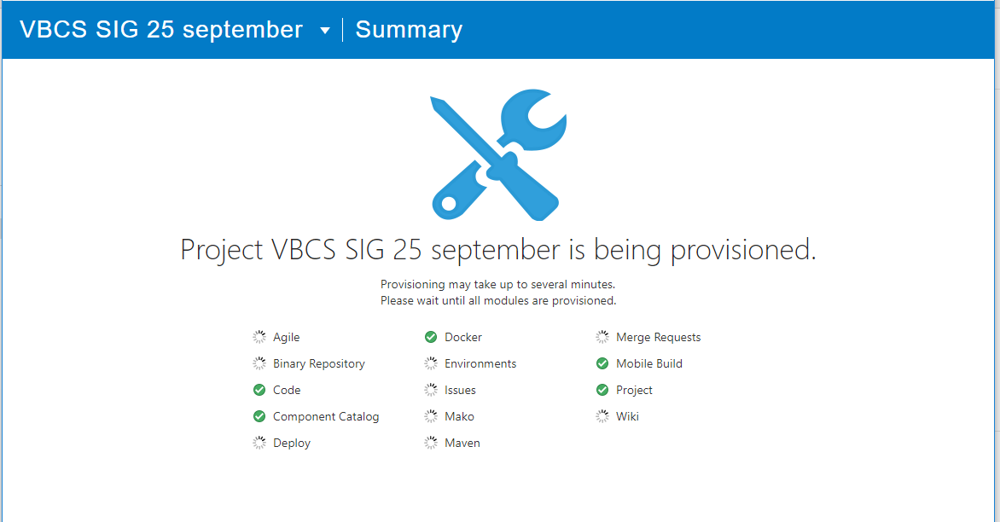 VBCS SIG 25 september Summary
Project VBCS SIG 25 september is being provisioned.
Provisioning may take up to several minutes.
Please wait until all modules are provisioned.
Agile
Binary Repository
Code
Component Catalog
Deploy
Docker
Environments
Issues
Mako
Maven
Merge Requests
Mobile Build
Project
Wiki